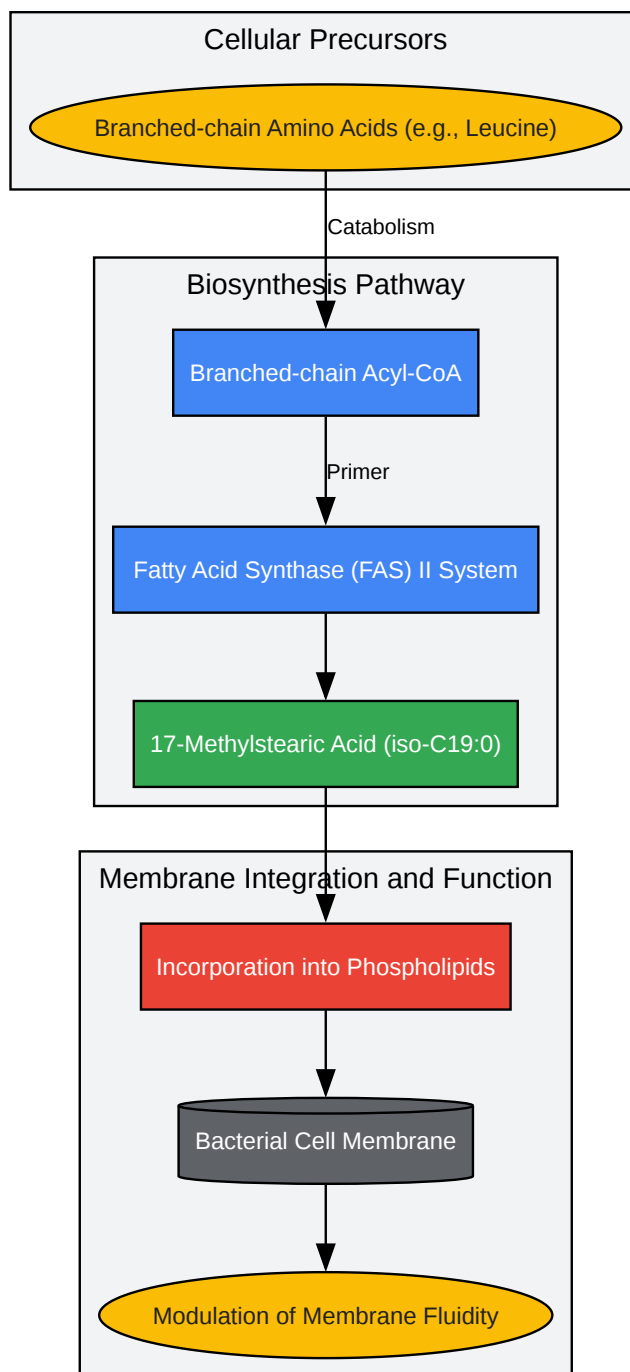 Cellular Precursors
Branched-chain Amino Acids (e.g., Leucine)
Catabolism
Biosynthesis Pathway
Branched-chain Acyl-CoA
Primer
Fatty Acid Synthase (FAS) II System
17-Methylstearic Acid (iso-C19:0)
Membrane Integration and Function
Incorporation into Phospholipids
Bacterial Cell Membrane
Modulation of Membrane Fluidity